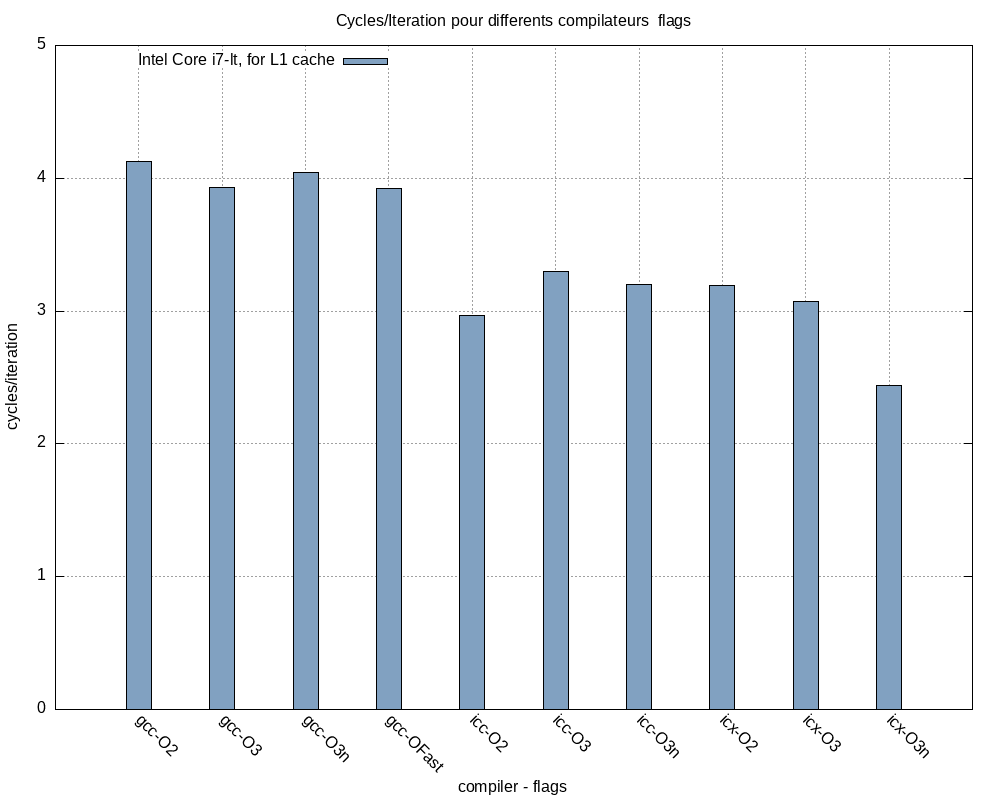 Cycles/Iteration pour differents compilateurs  flags
Intel Core i7-lt, for L1 cache
5
4
3
2
1
0
cycles/iteration
gcc-O2
gcc-O3
gcc-O3n
gcc-OFast
icc-O2
icc-O3
icc-O3n
icx-O2
icx-O3
icx-O3n
compiler - flags